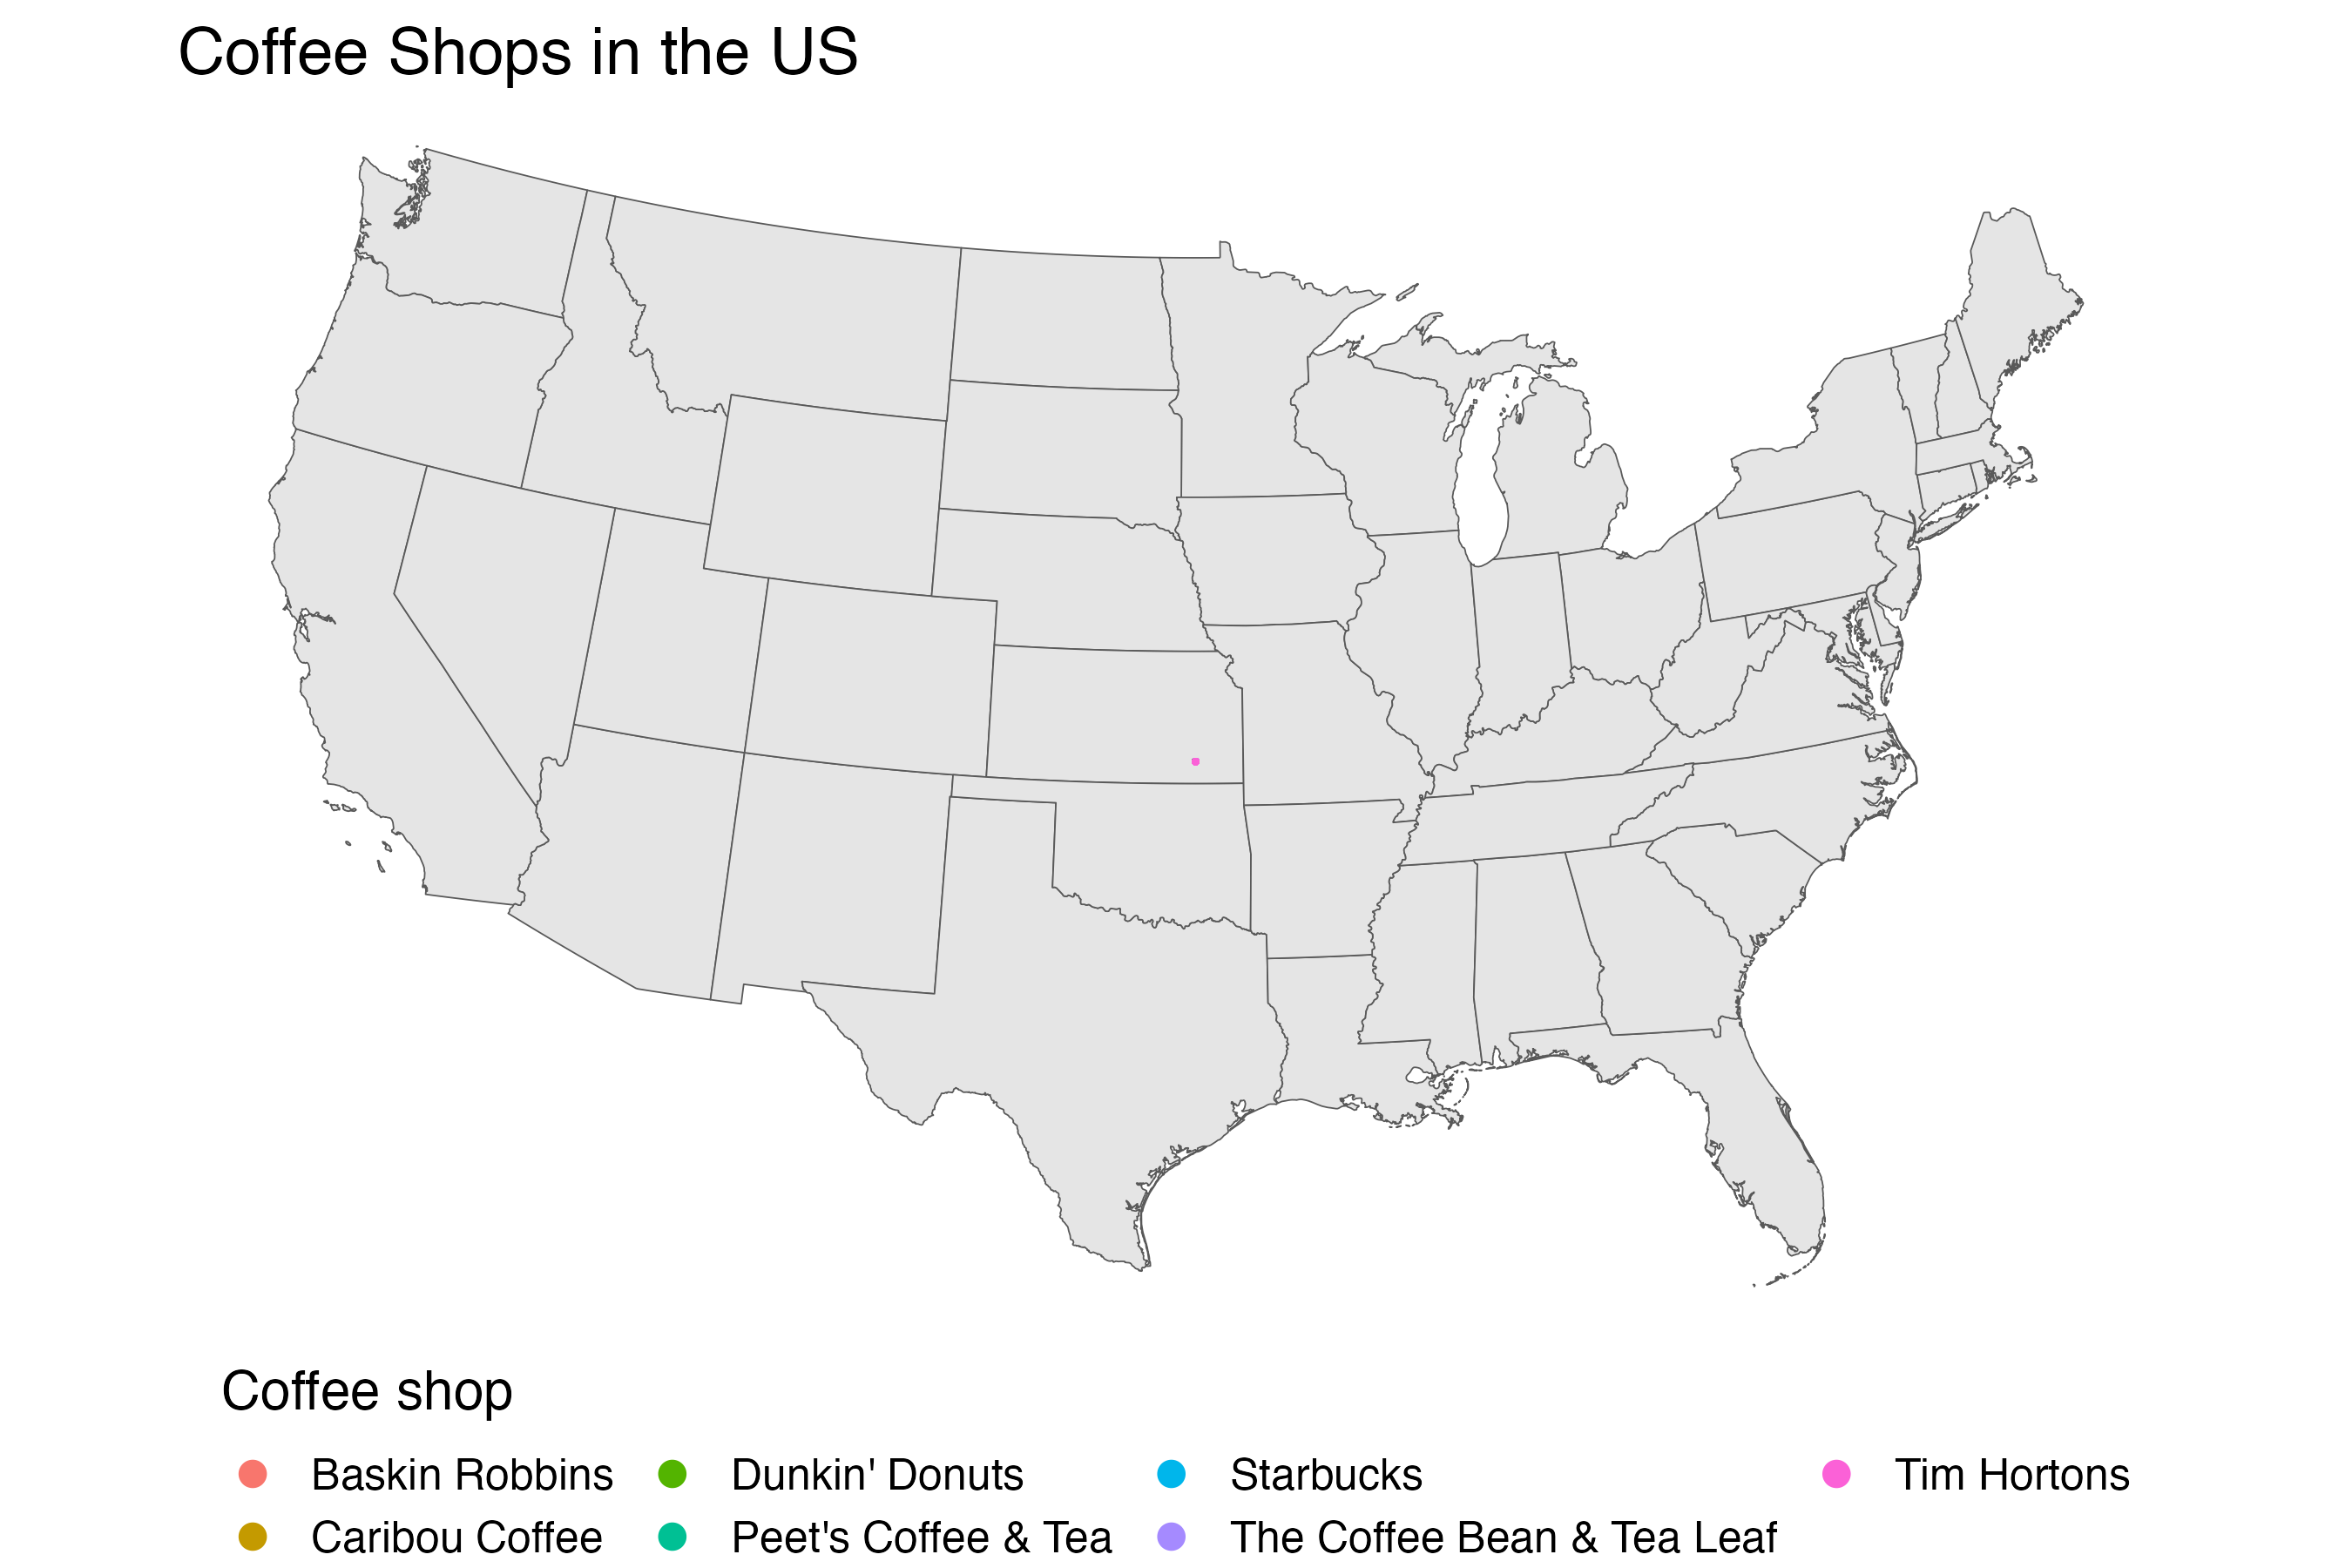 Coffee Shops in the US
Coffee shop
Baskin Robbins
Caribou Coffee
Dunkin' Donuts
Peet's Coffee & Tea
Starbucks
The Coffee Bean & Tea Leaf
Tim Hortons